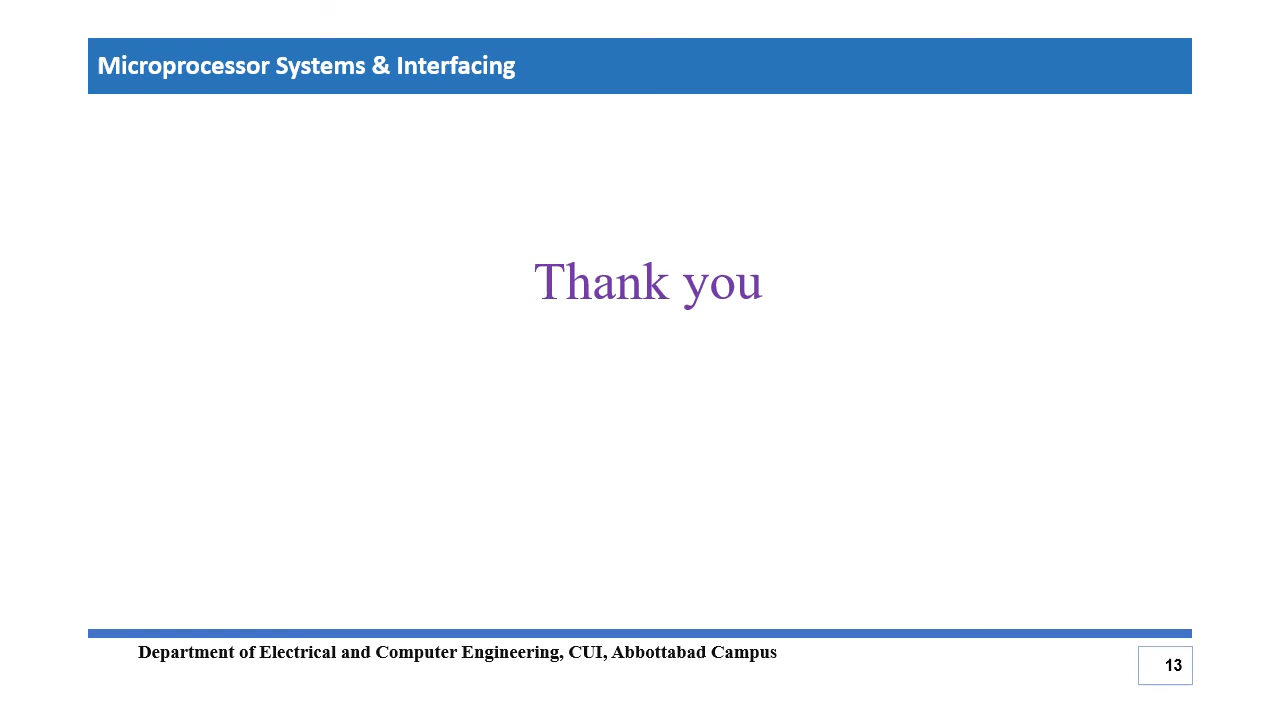 Microprocessor Systems & Interfacing
Thank you
Department of Electrical and Computer Engineering, CUI, Abbottabad Campus
13